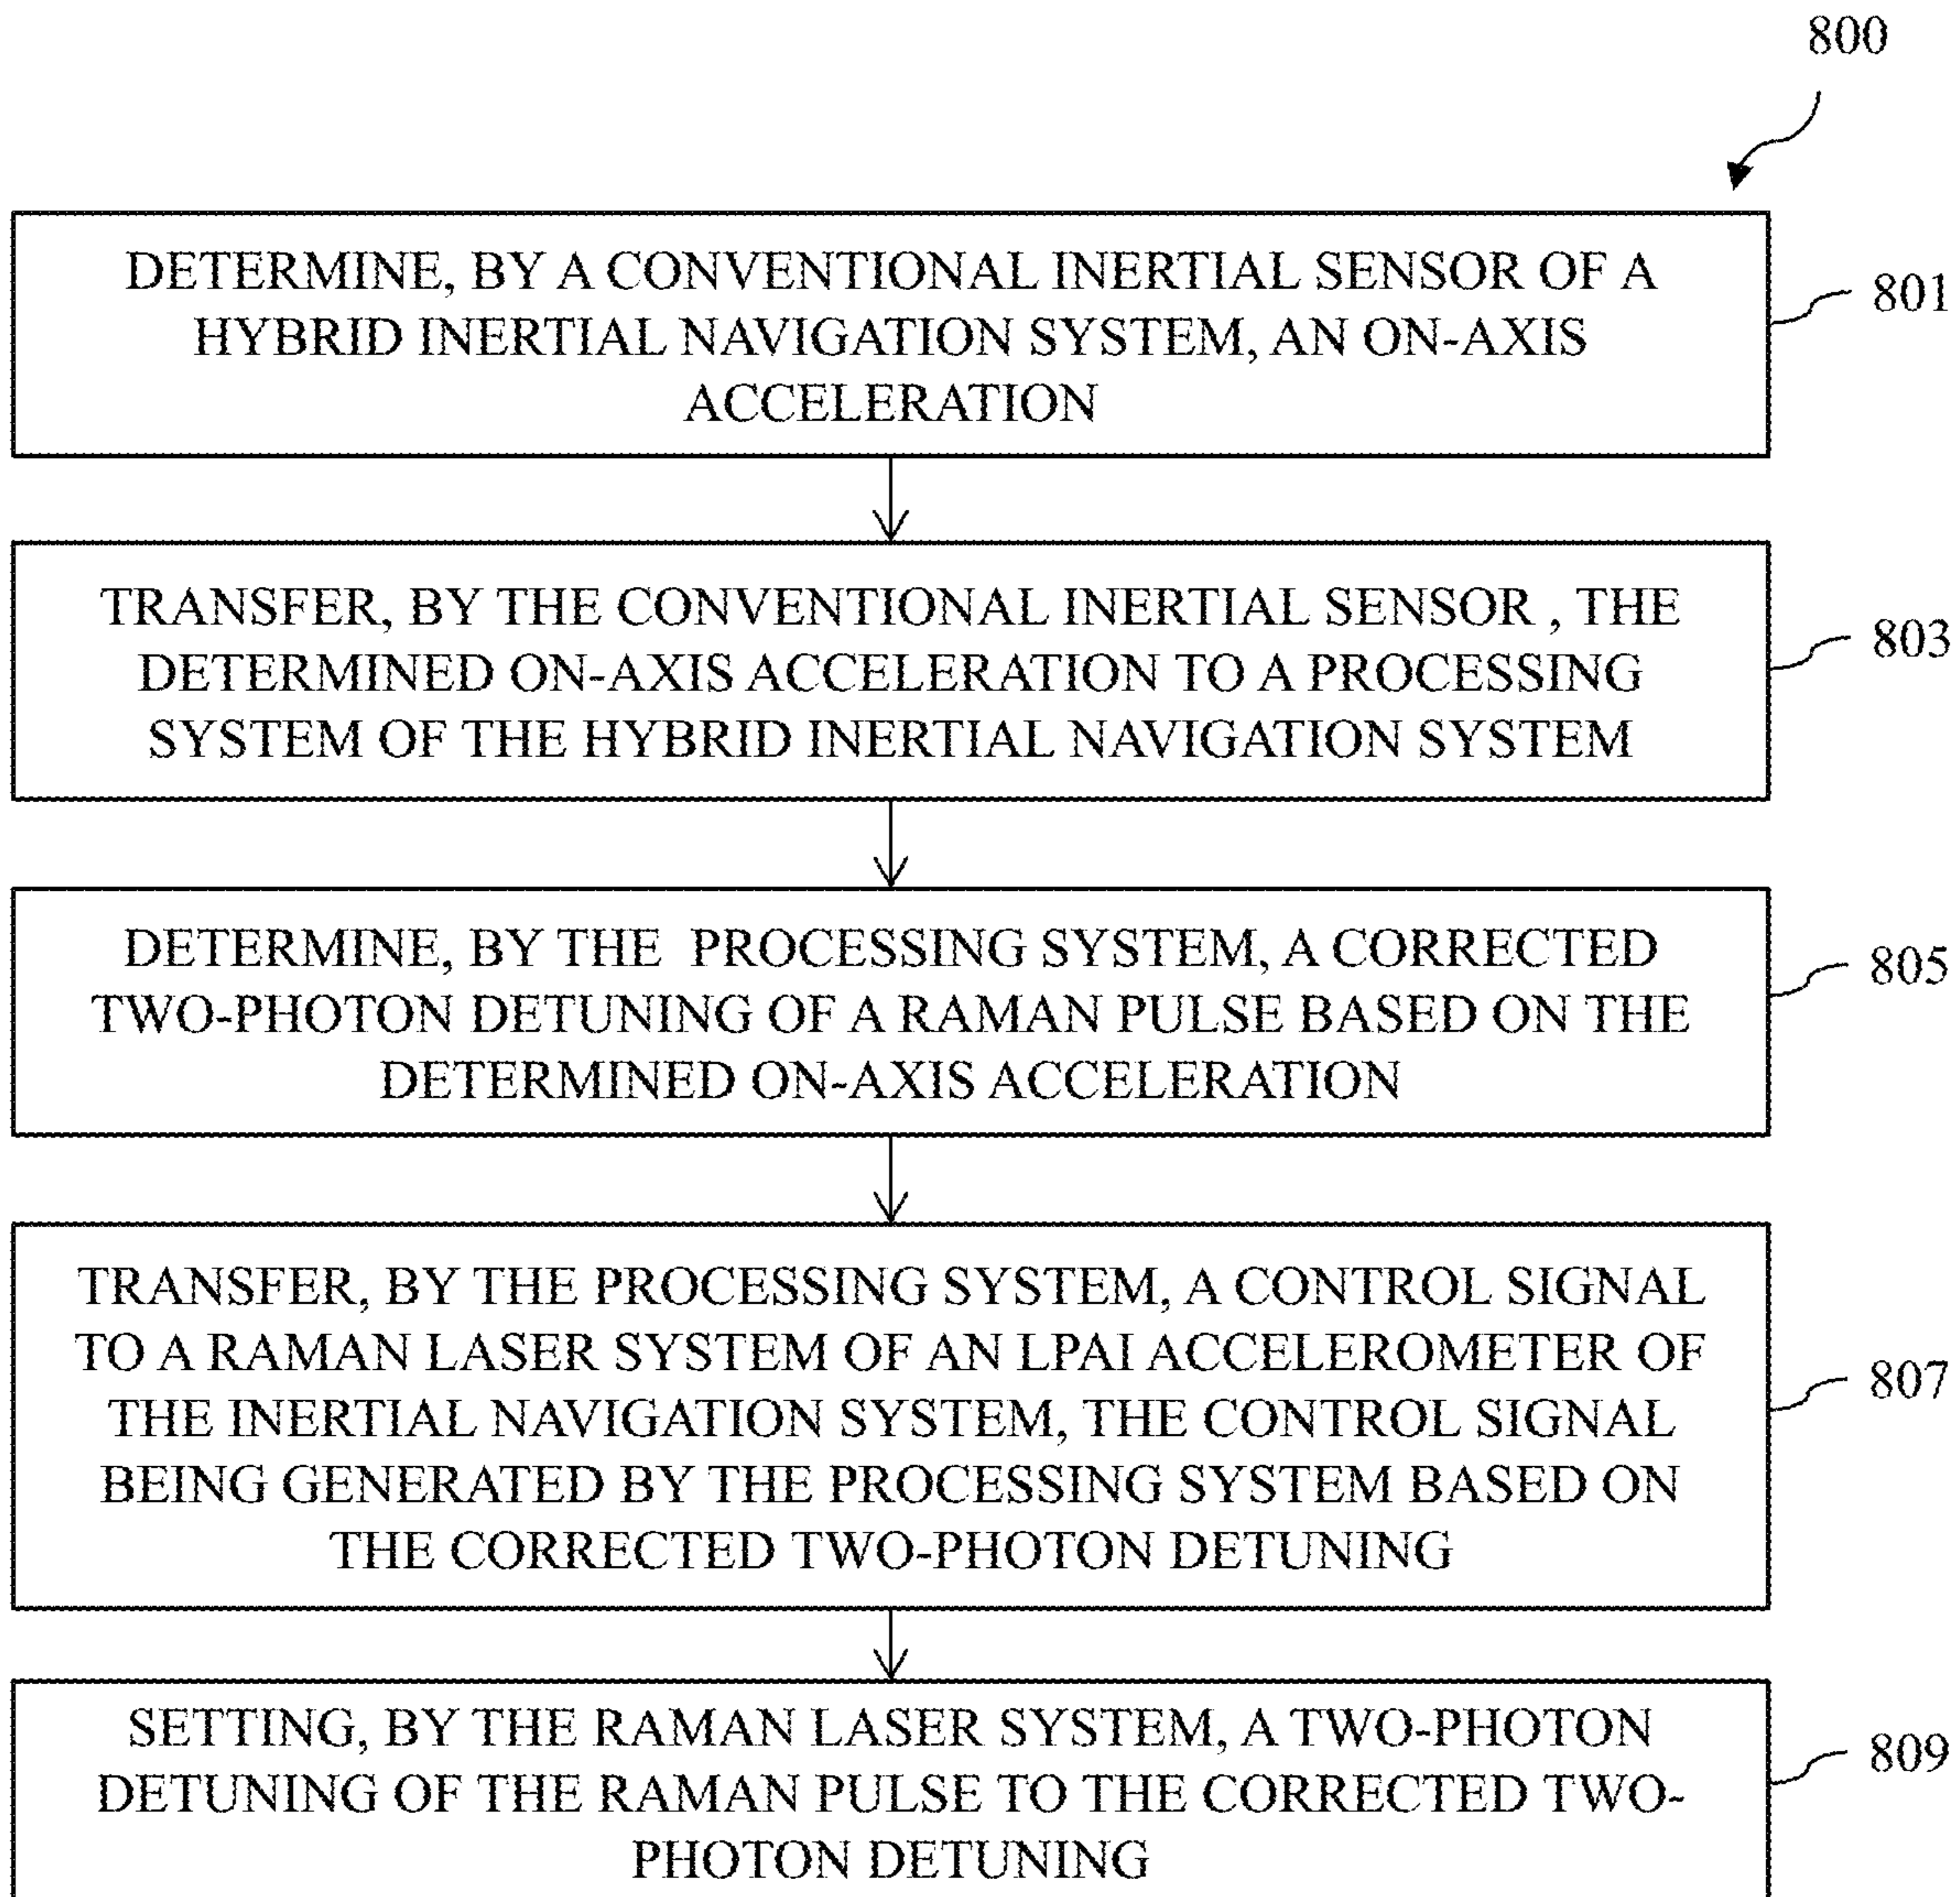 800
DETERMINE, BY A CONVENTIONAL INERTIAL SENSOR OF A
HYBRID INERTIAL NAVIGATION SYSTEM, AN ON-AXIS
ACCELERATION
801
TRANSFER, BY THE CONVENTIONAL INERTIAL SENSOR , THE
DETERMINED ON-AXIS ACCELERATION TO A PROCESSING
SYSTEM OF THE HYBRID INERTIAL NAVIGATION SYSTEM
803
DETERMINE, BY THE PROCESSING SYSTEM, A CORRECTED
TWO-PHOTON DETUNING OF A RAMAN PULSE BASED ON THE
DETERMINED ON-AXIS ACCELERATION
805
TRANSFER, BY THE PROCESSING SYSTEM, A CONTROL SIGNAL
TO A RAMAN LASER SYSTEM OF AN LPAI ACCELEROMETER OF
THE INERTIAL NAVIGATION SYSTEM, THE CONTROL SIGNAL
BEING GENERATED BY THE PROCESSING SYSTEM BASED ON
THE CORRECTED TWO-PHOTON DETUNING
807
SETTING, BY THE RAMAN LASER SYSTEM, A TWO-PHOTON
DETUNING OF THE RAMAN PULSE TO THE CORRECTED TWO-
PHOTON DETUNING
809